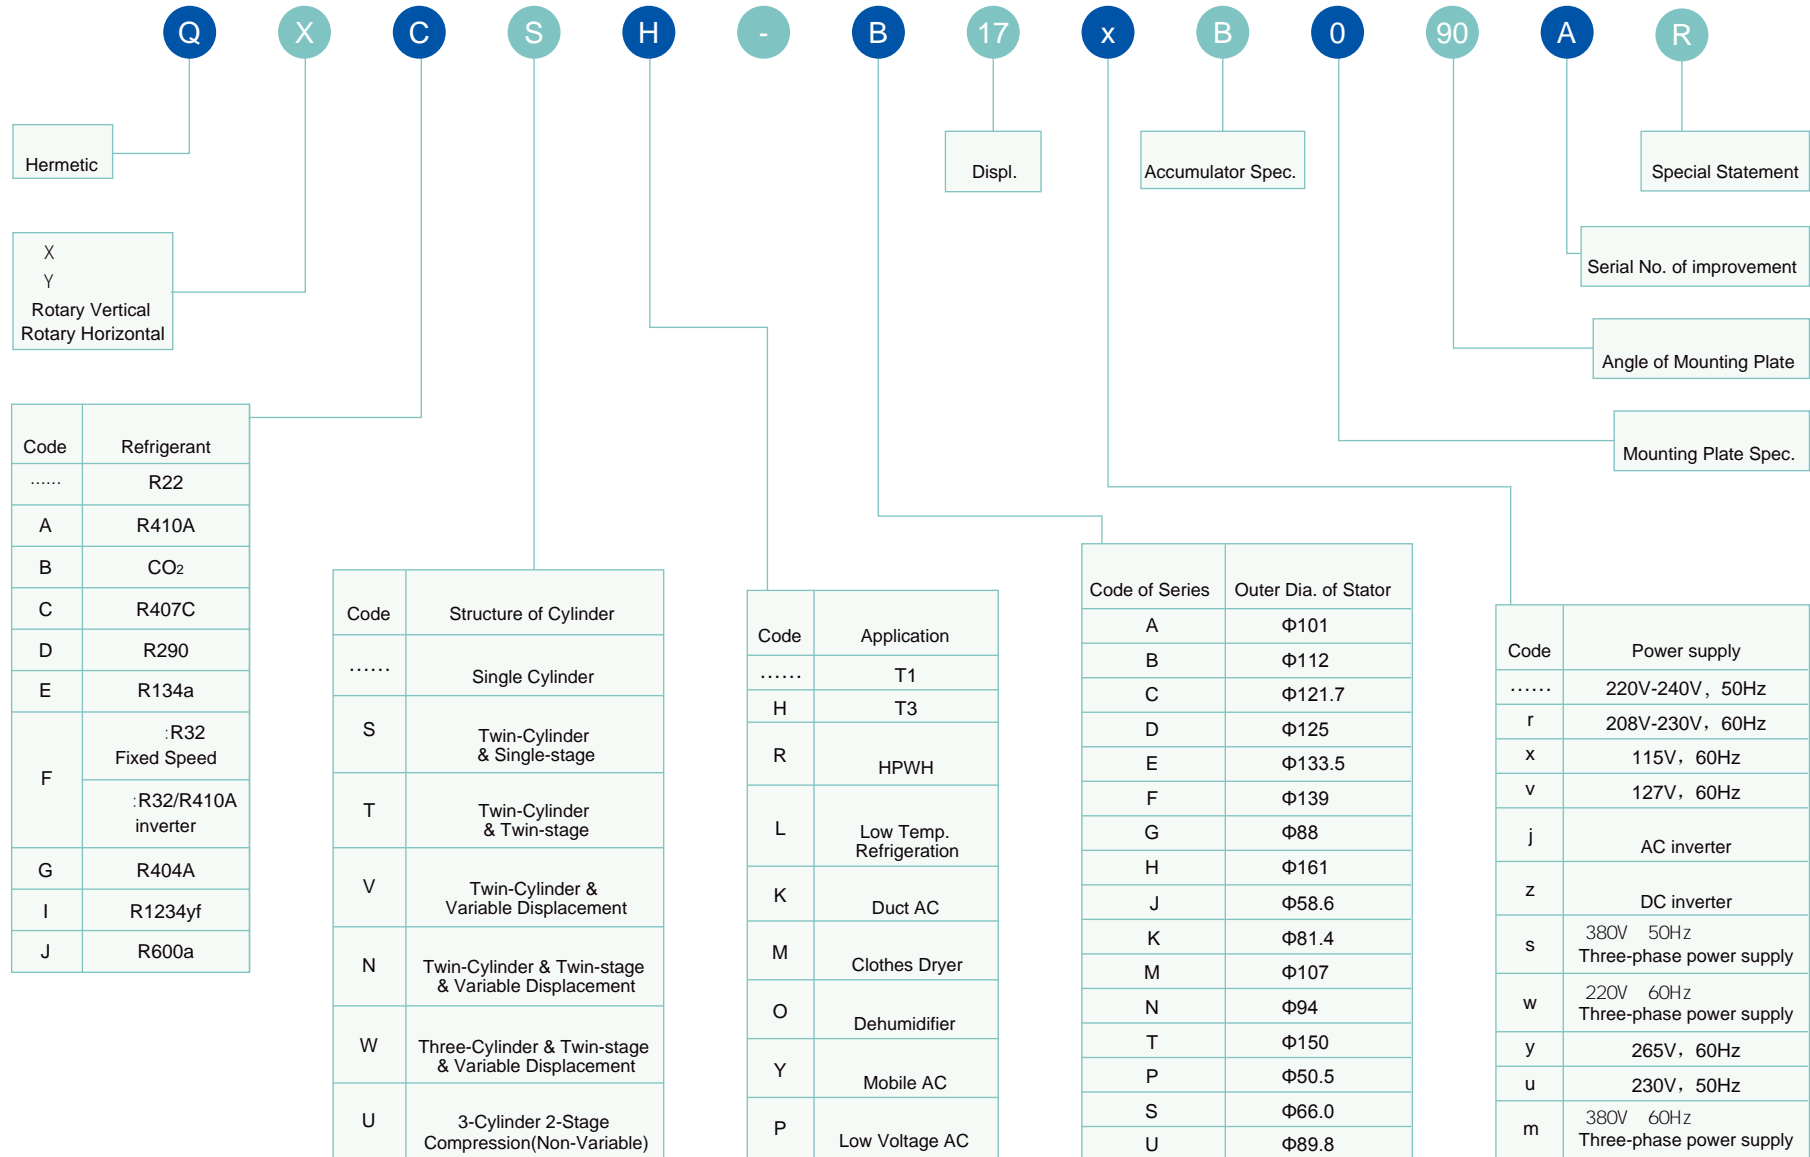 Q X C S H - B 17 x B 0 90 A R
Hermetic
Displ.
Accumulator Spec.
Special Statement
X
Y
Rotary Vertical
Rotary Horizontal
Serial No. of improvement
Angle of Mounting Plate
Mounting Plate Spec.
Code Refrigerant
...... R22
A R410A
B CO2
C R407C
D R290
E R134a
F :R32
Fixed Speed
:R32/R410A
inverter
G R404A
I R1234yf
J R600a
Code Structure of Cylinder
...... Single Cylinder
S Twin-Cylinder
& Single-stage
T Twin-Cylinder
& Twin-stage
V Twin-Cylinder &
Variable Displacement
N Twin-Cylinder & Twin-stage
& Variable Displacement
W Three-Cylinder & Twin-stage
& Variable Displacement
U 3-Cylinder 2-Stage
Compression(Non-Variable)
Code Application
...... T1
H T3
R HPWH
L Low Temp.
Refrigeration
K Duct AC
M Clothes Dryer
O Dehumidifier
Y Mobile AC
P Low Voltage AC
Code of Series Outer Dia. of Stator
A Φ101
B Φ112
C Φ121.7
D Φ125
E Φ133.5
F Φ139
G Φ88
H Φ161
J Φ58.6
K Φ81.4
M Φ107
N Φ94
T Φ150
P Φ50.5
S Φ66.0
U Φ89.8
Code Power supply
...... 220V-240V，50Hz
r 208V-230V，60Hz
x 115V，60Hz
v 127V，60Hz
j AC inverter
z DC inverter
s 380V 50Hz
Three-phase power supply
w 220V 60Hz
Three-phase power supply
y 265V，60Hz
u 230V，50Hz
m 380V 60Hz
Three-phase power supply